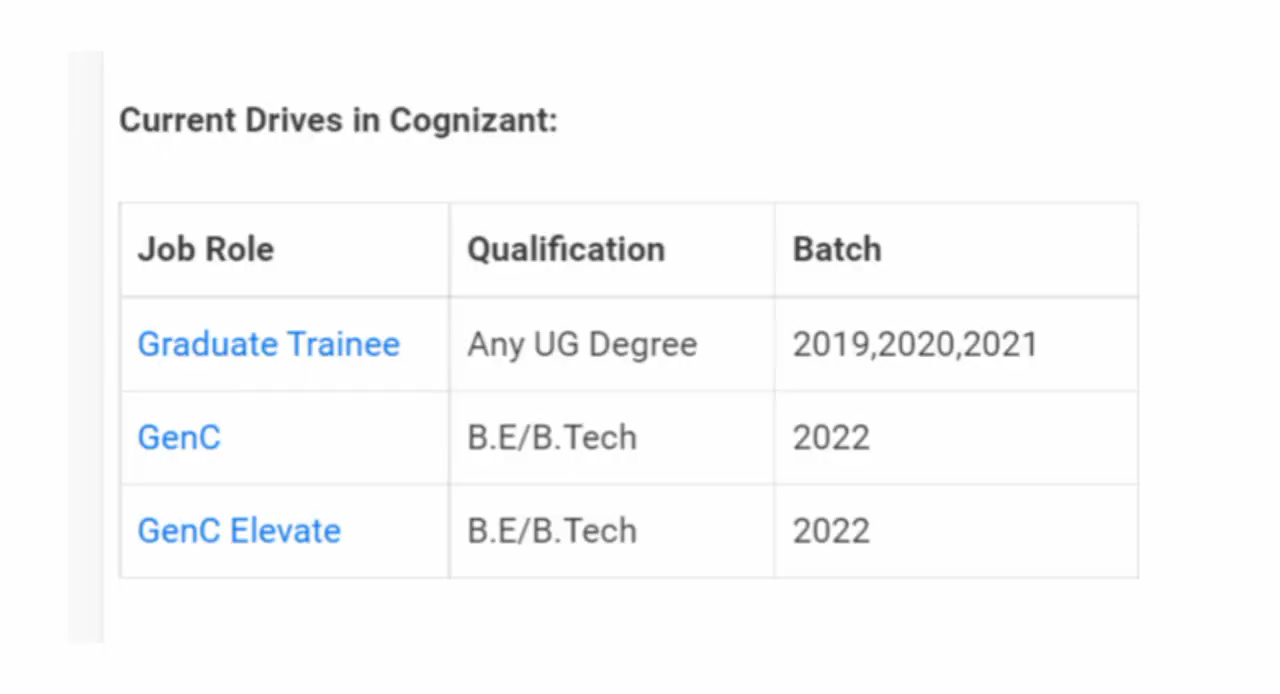 Current Drives in Cognizant:
Job Role Qualification Batch
Graduate Trainee Any UG Degree 2019,2020,2021
GenC B.E/B.Tech 2022
GenC Elevate B.E/B.Tech 2022